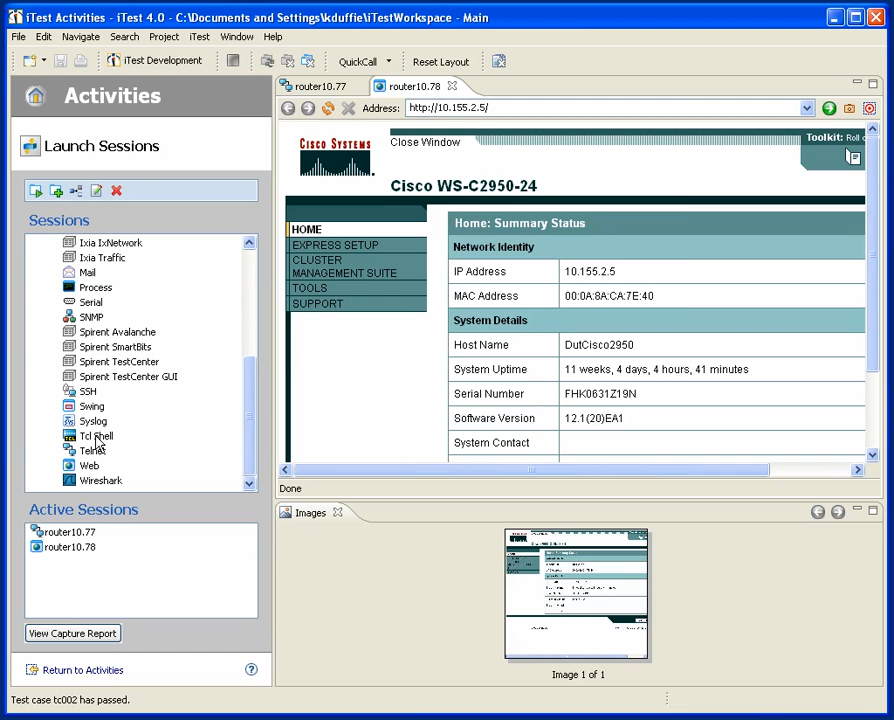 iTest Activities - iTest 4.0 - C:\Documents and Settings\kduffie\iTestWorkspace - Main
File Edit Navigate Search Project iTest Window Help
iTest Development QuickCall Reset Layout
Activities
Launch Sessions
Sessions
Ixia IxNetwork
Ixia Traffic
Mail
Process
Serial
SNMP
Spirent Avalanche
Spirent SmartBits
Spirent TestCenter
Spirent TestCenter GUI
SSH
Swing
Syslog
Tcl Shell
Telnet
Web
Wireshark
Active Sessions
router10.77
router10.78
View Capture Report
Return to Activities
router10.77 router10.78
Address: http://10.155.2.5/
CISCO SYSTEMS
Close Window
Toolkit: Roll o
Cisco WS-C2950-24
HOME
EXPRESS SETUP
CLUSTER
MANAGEMENT SUITE
TOOLS
SUPPORT
Home: Summary Status
Network Identity
IP Address 10.155.2.5
MAC Address 00:0A:8A:CA:7E:40
System Details
Host Name DutCisco2950
System Uptime 11 weeks, 4 days, 4 hours, 41 minutes
Serial Number FHK0631Z19N
Software Version 12.1(20)EA1
System Contact
Done
Images
Image 1 of 1
Test case tc002 has passed.